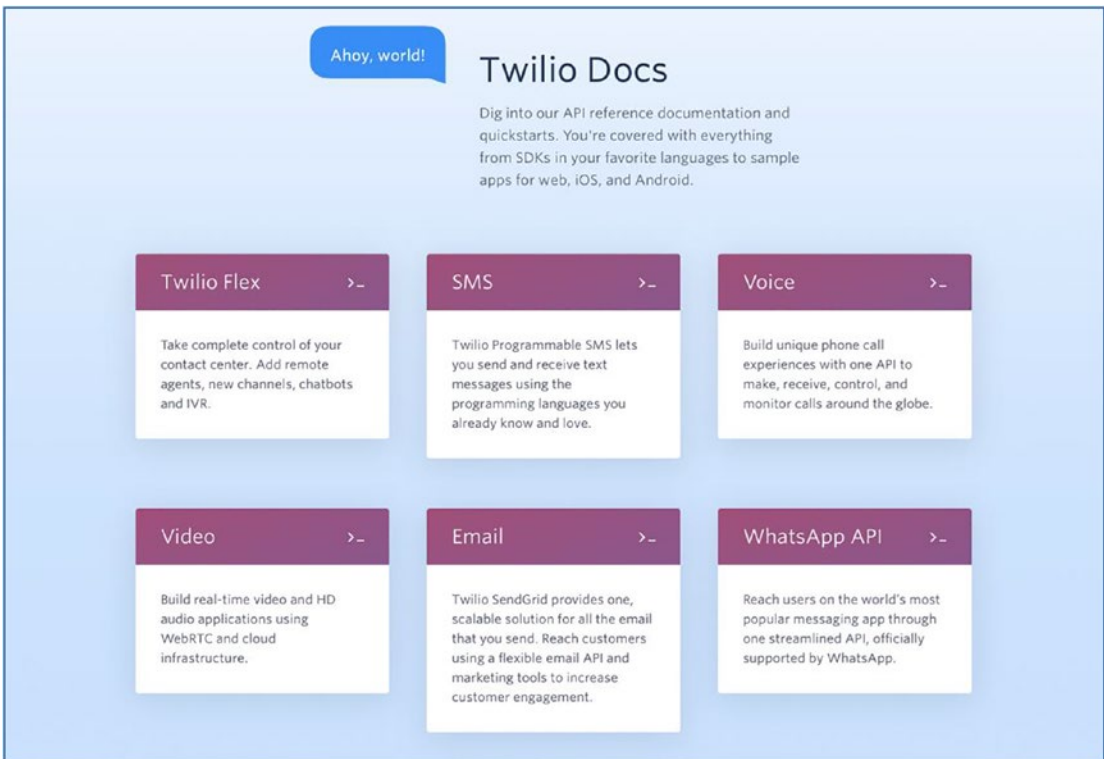 Ahoy, world!
Twilio Docs
Dig into our API reference documentation and
quickstarts. You're covered with everything
from SDKs in your favorite languages to sample
apps for web, iOS, and Android.
Twilio Flex >_
Take complete control of your
contact center. Add remote
agents, new channels, chatbots
and IVR.
SMS >_
Twilio Programmable SMS lets
you send and receive text
messages using the
programming languages you
already know and love.
Voice >_
Build unique phone call
experiences with one API to
make, receive, control, and
monitor calls around the globe.
Video >_
Build real-time video and HD
audio applications using
WebRTC and cloud
infrastructure.
Email >_
Twilio SendGrid provides one,
scalable solution for all the email
that you send. Reach customers
using a flexible email API and
marketing tools to increase
customer engagement.
WhatsApp API >_
Reach users on the world's most
popular messaging app through
one streamlined API, officially
supported by WhatsApp.